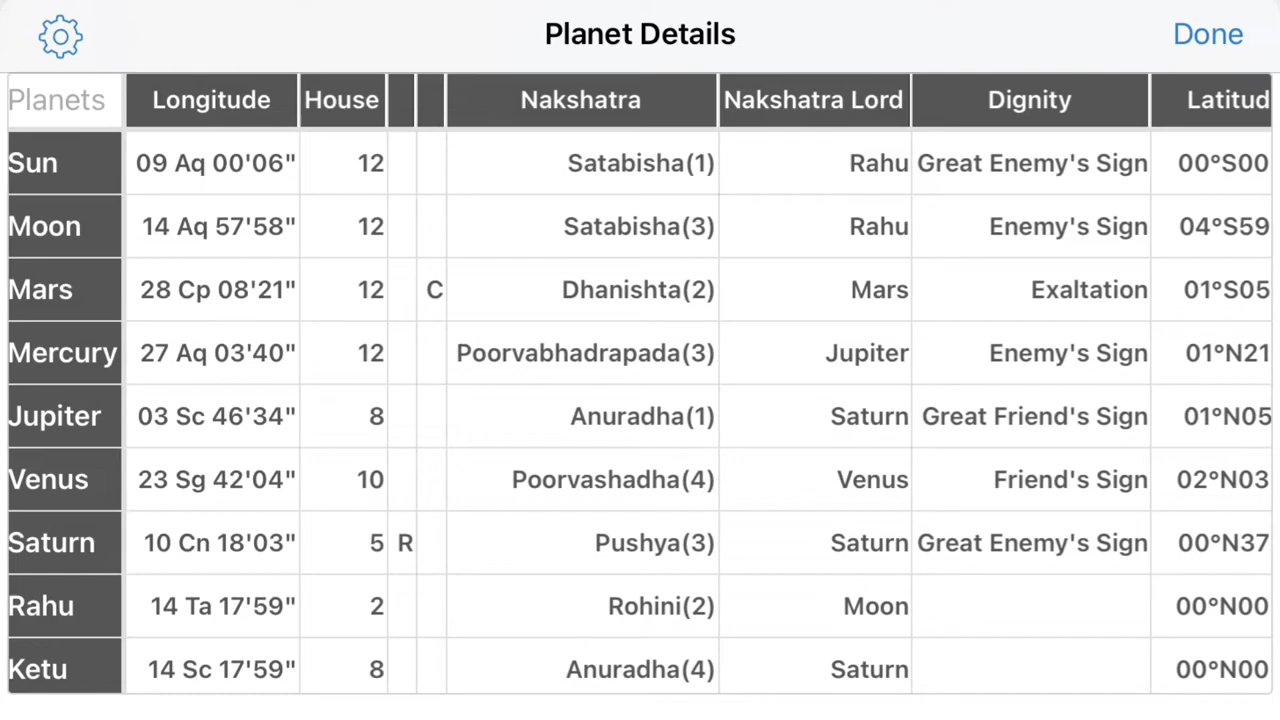 Planet Details
Done
Planets Longitude House Nakshatra Nakshatra Lord Dignity Latitud
Sun 09 Aq 00'06" 12 Satabisha(1) Rahu Great Enemy's Sign 00°S00
Moon 14 Aq 57'58" 12 Satabisha(3) Rahu Enemy's Sign 04°S59
Mars 28 Cp 08'21" 12 C Dhanishta(2) Mars Exaltation 01°S05
Mercury 27 Aq 03'40" 12 Poorvabhadrapada(3) Jupiter Enemy's Sign 01°N21
Jupiter 03 Sc 46'34" 8 Anuradha(1) Saturn Great Friend's Sign 01°N05
Venus 23 Sg 42'04" 10 Poorvashadha(4) Venus Friend's Sign 02°N03
Saturn 10 Cn 18'03" 5 R Pushya(3) Saturn Great Enemy's Sign 00°N37
Rahu 14 Ta 17'59" 2 Rohini(2) Moon 00°N00
Ketu 14 Sc 17'59" 8 Anuradha(4) Saturn 00°N00